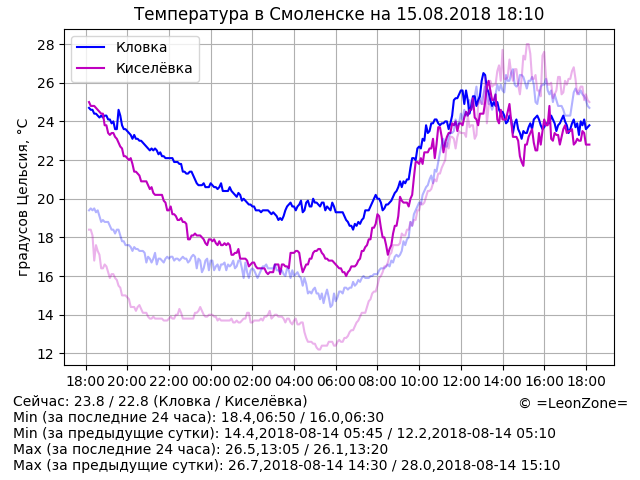 Температура в Смоленске на 15.08.2018 18:10
градусов Цельсия, °C
28
26
24
22
20
18
16
14
12
Кловка
Киселёвка
18:00 20:00 22:00 00:00 02:00 04:00 06:00 08:00 10:00 12:00 14:00 16:00 18:00
Сейчас: 23.8 / 22.8 (Кловка / Киселёвка)
© =LeonZone=
Min (за последние 24 часа): 18.4,06:50 / 16.0,06:30
Min (за предыдущие сутки): 14.4,2018-08-14 05:45 / 12.2,2018-08-14 05:10
Max (за последние 24 часа): 26.5,13:05 / 26.1,13:20
Max (за предыдущие сутки): 26.7,2018-08-14 14:30 / 28.0,2018-08-14 15:10